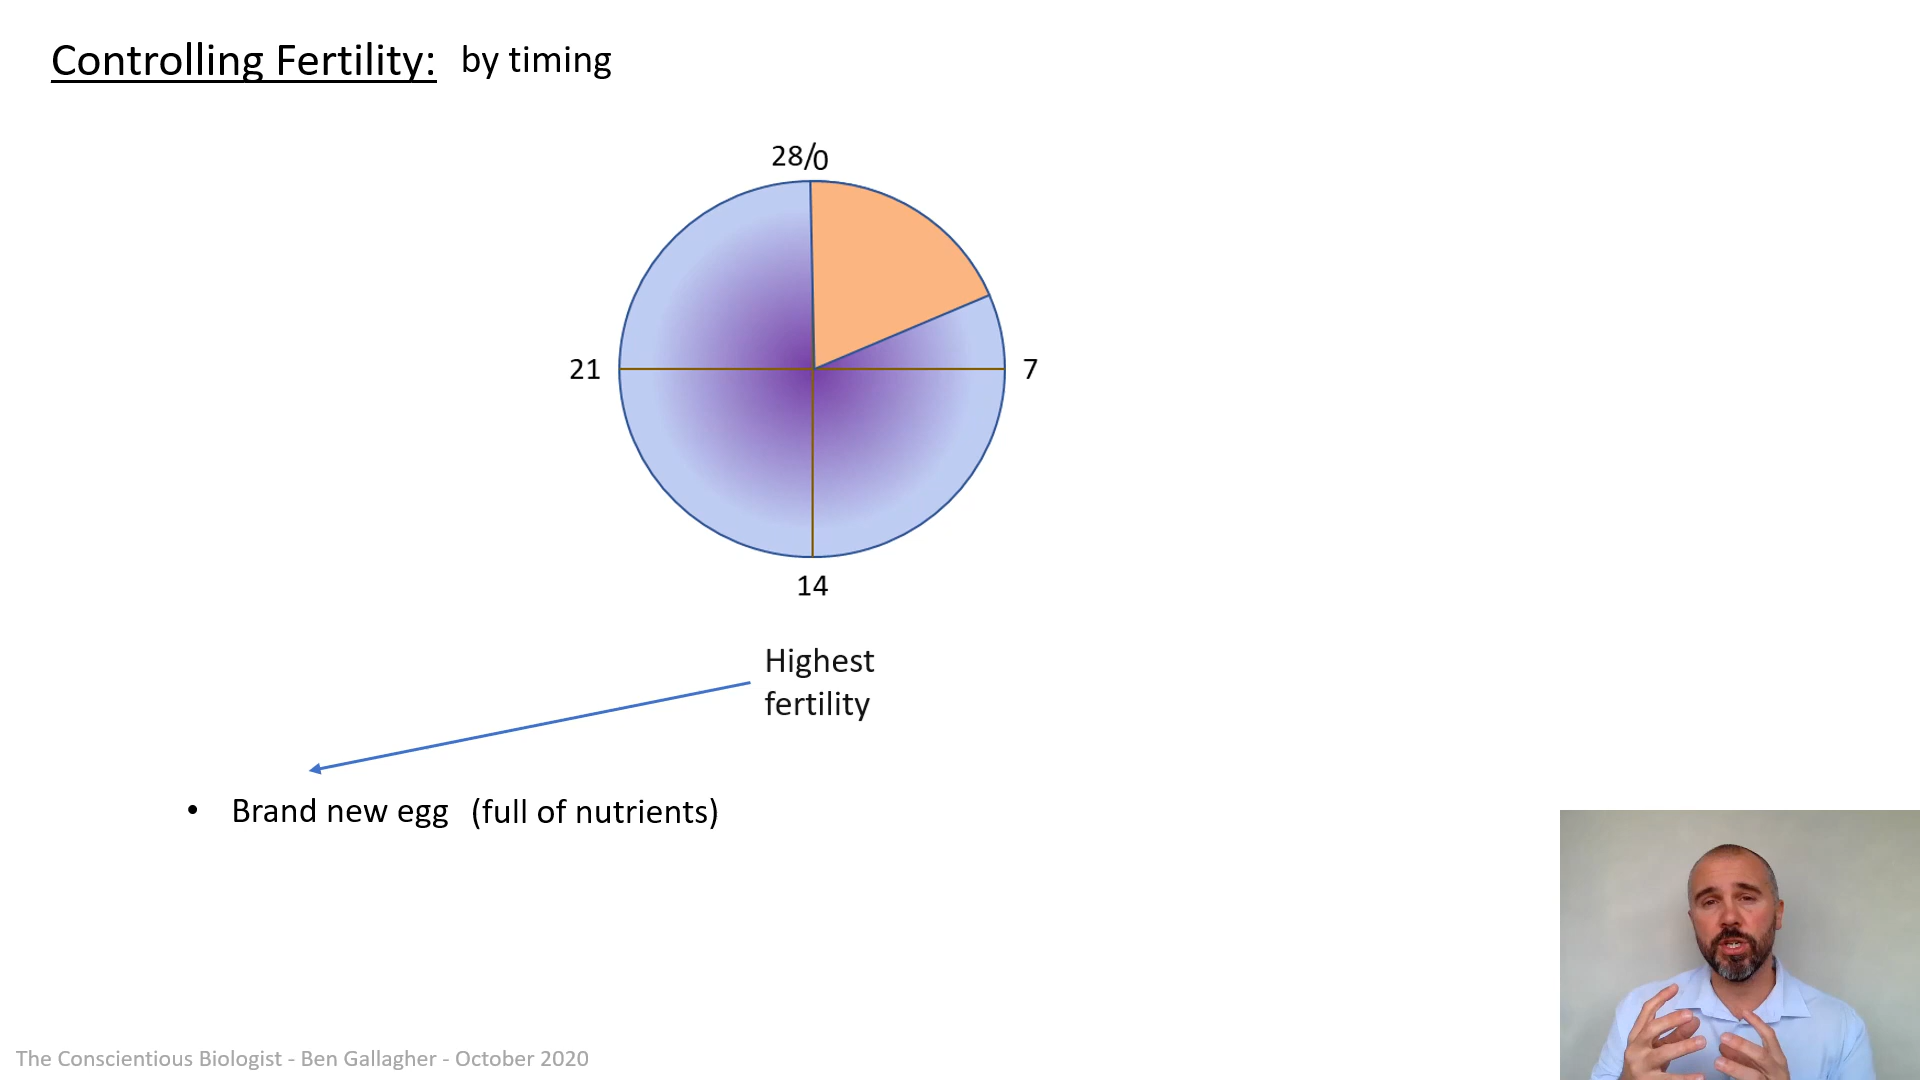 Controlling Fertility: by timing
28/0
21
7
14
Highest
fertility
• Brand new egg (full of nutrients)
The Conscientious Biologist - Ben Gallagher - October 2020